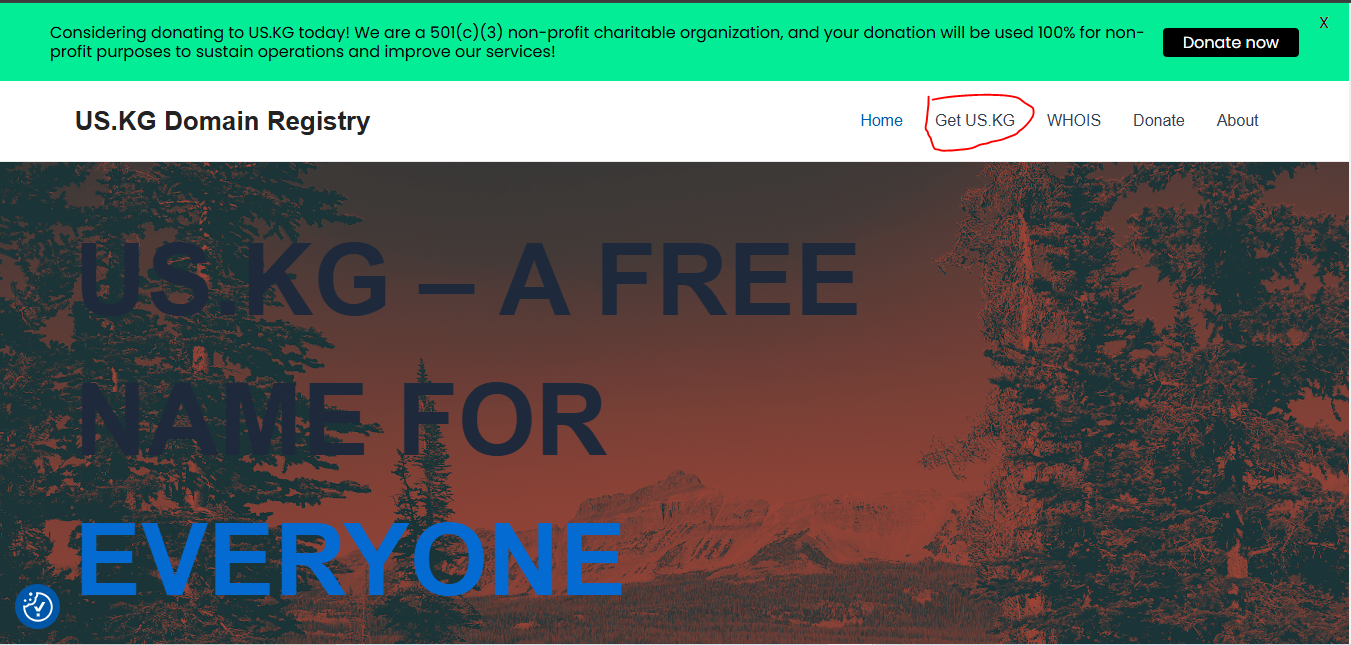 Considering donating to US.KG today! We are a 501(c)(3) non-profit charitable organization, and your donation will be used 100% for non-
profit purposes to sustain operations and improve our services!
Donate now
X
US.KG Domain Registry
Home
Get US.KG
WHOIS
Donate
About
US.KG – A FREE
NAME FOR
EVERYONE